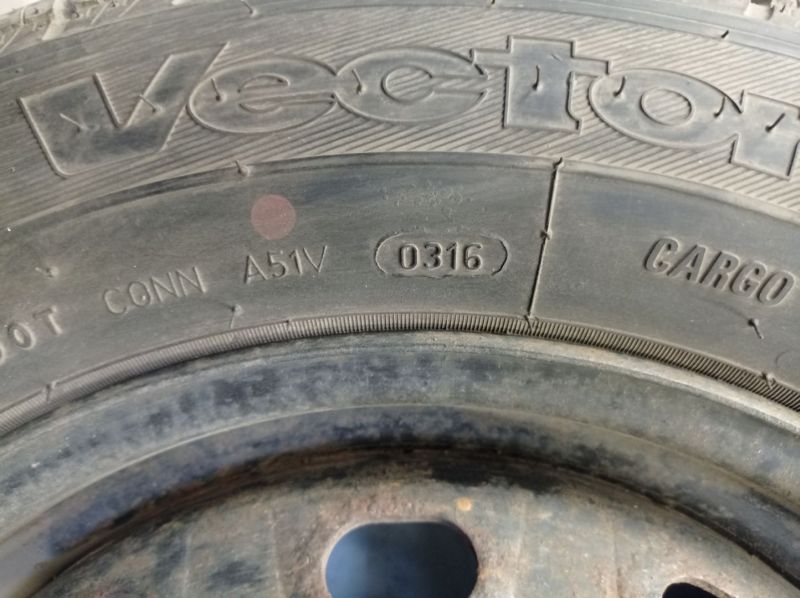 Vector
DOT CONN A51V 0316 CARGO